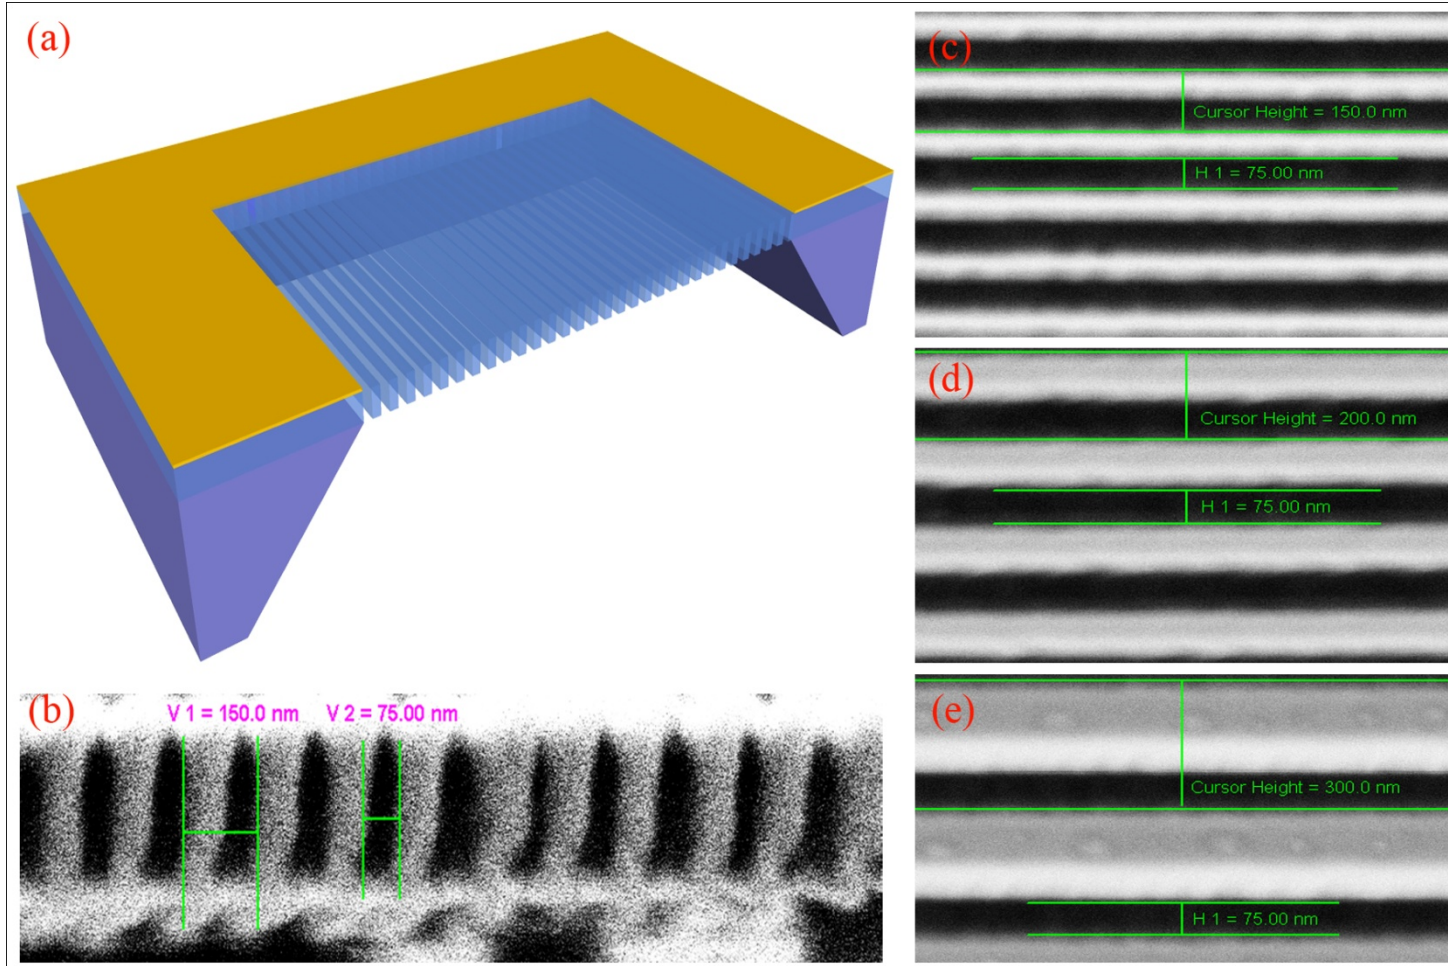 (a)
(b)
V 1 = 150.0 nm
V 2 = 75.00 nm
(c)
Cursor Height = 150.0 nm
H 1 = 75.00 nm
(d)
Cursor Height = 200.0 nm
H 1 = 75.00 nm
(e)
Cursor Height = 300.0 nm
H 1 = 75.00 nm